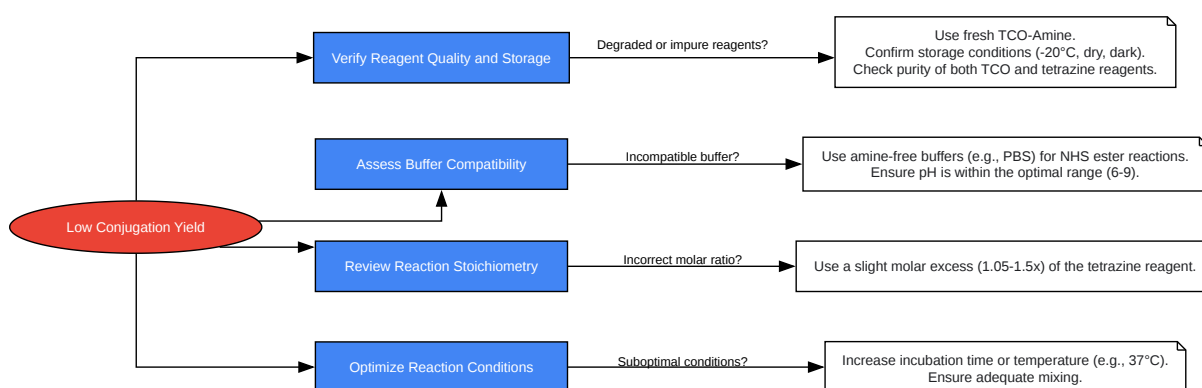 Verify Reagent Quality and Storage
Degraded or impure reagents?
Use fresh TCO-Amine.
Confirm storage conditions (-20°C, dry, dark).
Check purity of both TCO and tetrazine reagents.
Assess Buffer Compatibility
Incompatible buffer?
Use amine-free buffers (e.g., PBS) for NHS ester reactions.
Ensure pH is within the optimal range (6-9).
Low Conjugation Yield
Review Reaction Stoichiometry
Incorrect molar ratio?
Use a slight molar excess (1.05-1.5x) of the tetrazine reagent.
Optimize Reaction Conditions
Suboptimal conditions?
Increase incubation time or temperature (e.g., 37°C).
Ensure adequate mixing.